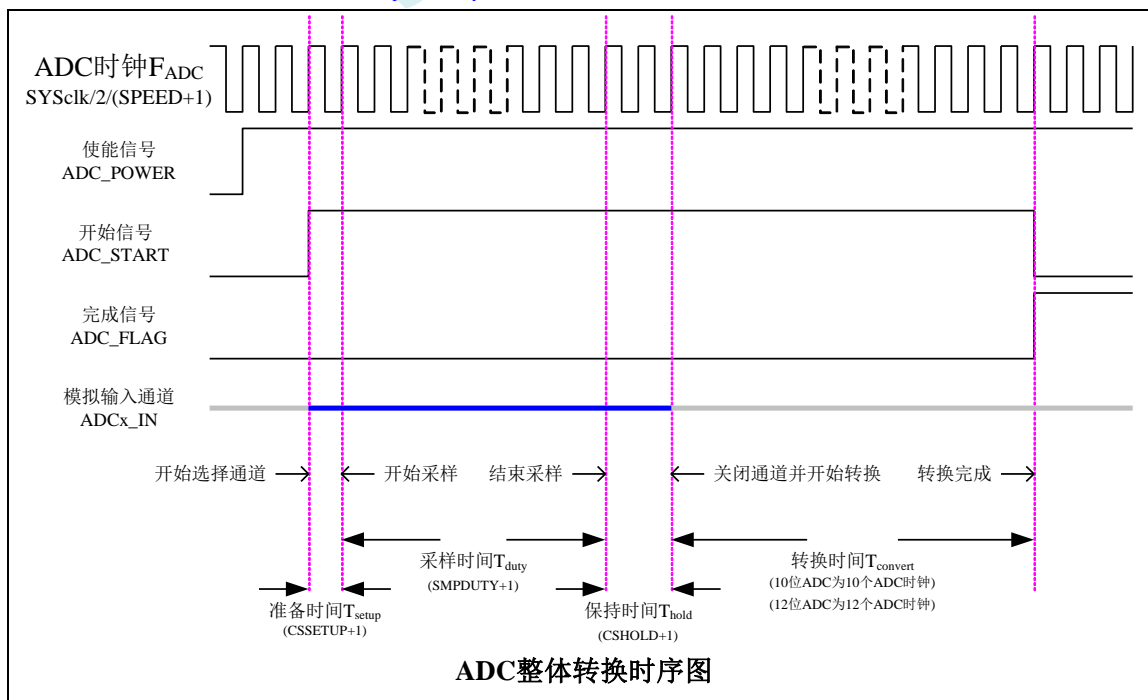 ADC时钟FADC
SYSclk/2/(SPEED+1)
使能信号
ADC_POWER
开始信号
ADC_START
完成信号
ADC_FLAG
模拟输入通道
ADCx_IN
开始选择通道 开始采样 结束采样 关闭通道并开始转换 转换完成
采样时间Tduty
(SMPDUTY+1)
转换时间Tconvert
(10位ADC为10个ADC时钟)
(12位ADC为12个ADC时钟)
准备时间Tsetup
(CSSETUP+1)
保持时间Thold
(CSHOLD+1)
ADC整体转换时序图